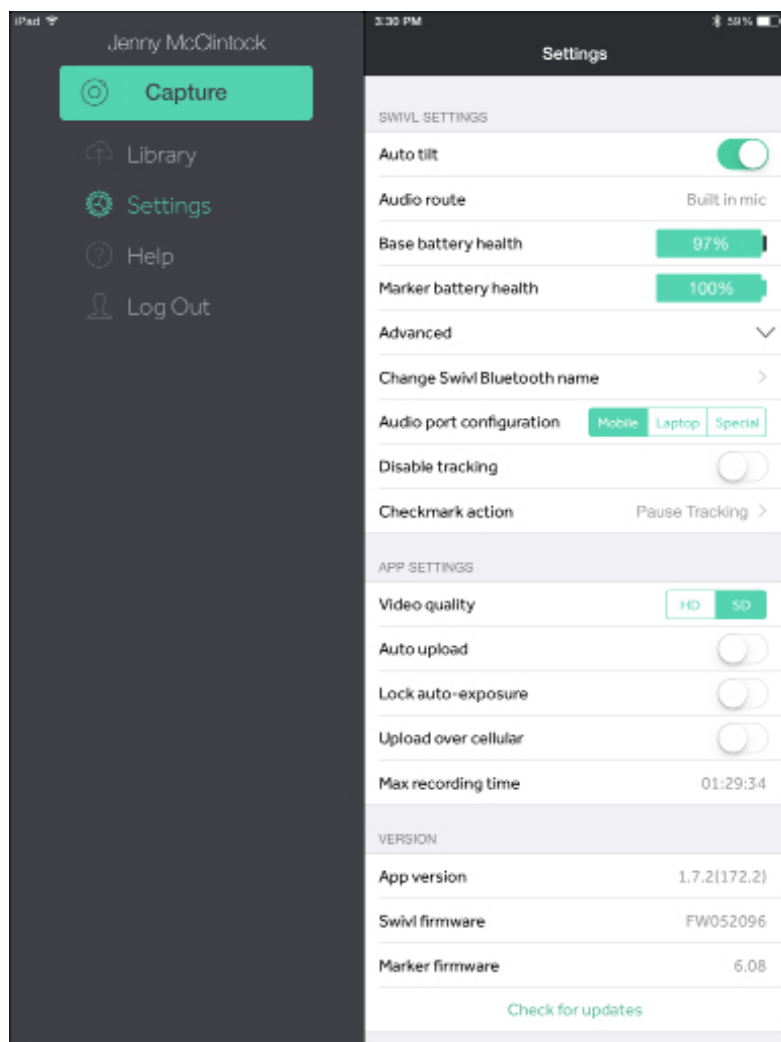 iPad
Jenny McClintock
Capture
Library
Settings
Help
Log Out
3:30 PM 59%
Settings
SWIVL SETTINGS
Auto tilt
Audio route Built in mic
Base battery health 97%
Marker battery health 100%
Advanced
Change Swivl Bluetooth name
Audio port configuration Mobile Laptop Special
Disable tracking
Checkmark action Pause Tracking
APP SETTINGS
Video quality HD SD
Auto upload
Lock auto-exposure
Upload over cellular
Max recording time 01:29:34
VERSION
App version 1.7.2(172.2)
Swivl firmware FW052096
Marker firmware 6.08
Check for updates